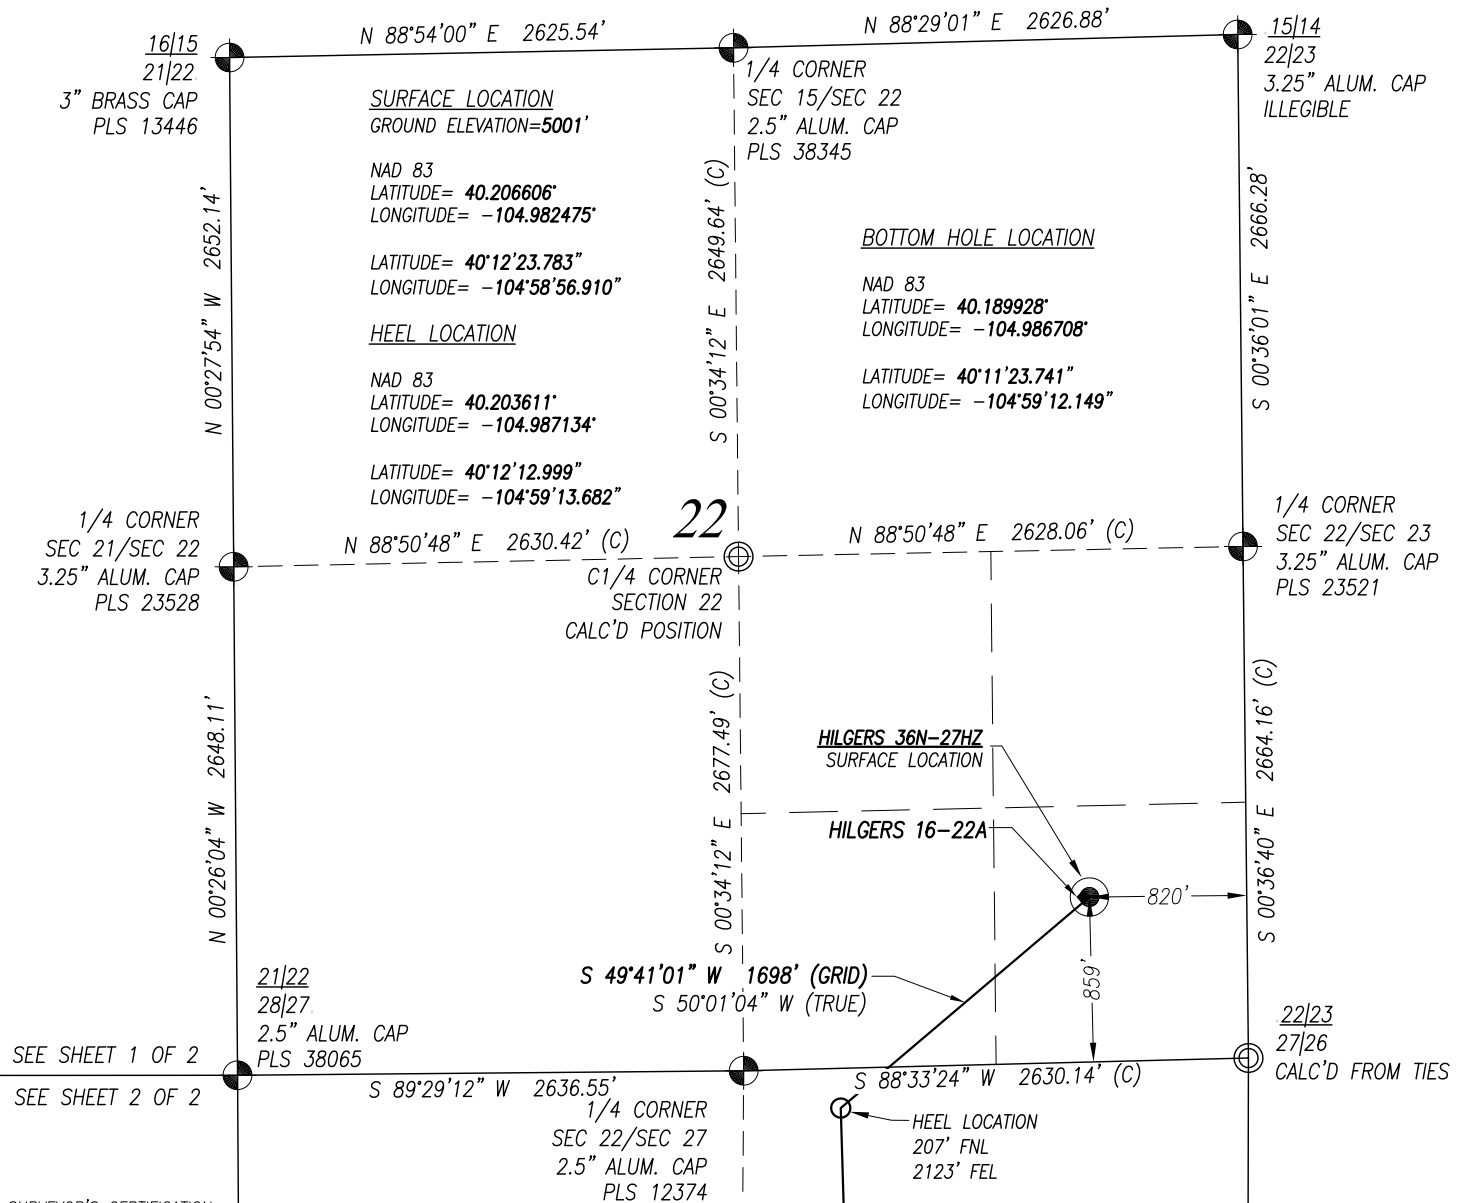 N 88°54'00" E 2625.54'
N 88°29'01" E 2626.88'
16|15
21|22
3" BRASS CAP
PLS 13446
1/4 CORNER
SEC 15/SEC 22
2.5" ALUM. CAP
PLS 38345
15|14
22|23
3.25" ALUM. CAP
ILLEGIBLE
SURFACE LOCATION
GROUND ELEVATION=5001'
NAD 83
LATITUDE= 40.206606°
LONGITUDE= -104.982475°
LATITUDE= 40°12'23.783"
LONGITUDE= -104°58'56.910"
HEEL LOCATION
NAD 83
LATITUDE= 40.203611°
LONGITUDE= -104.987134°
LATITUDE= 40°12'12.999"
LONGITUDE= -104°59'13.682"
BOTTOM HOLE LOCATION
NAD 83
LATITUDE= 40.189928°
LONGITUDE= -104.986708°
LATITUDE= 40°11'23.741"
LONGITUDE= -104°59'12.149"
N 00°27'54" W 2652.14'
S 00°34'12" E 2649.64' (C)
S 00°36'01" E 2666.28'
1/4 CORNER
SEC 21/SEC 22
3.25" ALUM. CAP
PLS 23528
N 88°50'48" E 2630.42' (C)
22
N 88°50'48" E 2628.06' (C)
C1/4 CORNER
SECTION 22
CALC'D POSITION
1/4 CORNER
SEC 22/SEC 23
3.25" ALUM. CAP
PLS 23521
N 00°26'04" W 2648.11'
S 00°34'12" E 2677.49' (C)
S 00°36'40" E 2664.16' (C)
HILGERS 36N-27HZ
SURFACE LOCATION
HILGERS 16-22A
820'
859'
S 49°41'01" W 1698' (GRID)
S 50°01'04" W (TRUE)
21|22
28|27
2.5" ALUM. CAP
PLS 38065
22|23
27|26
CALC'D FROM TIES
SEE SHEET 1 OF 2
SEE SHEET 2 OF 2
S 89°29'12" W 2636.55'
S 88°33'24" W 2630.14' (C)
1/4 CORNER
SEC 22/SEC 27
2.5" ALUM. CAP
PLS 12374
HEEL LOCATION
207' FNL
2123' FEL
SURVEYOR'S CERTIFICATION